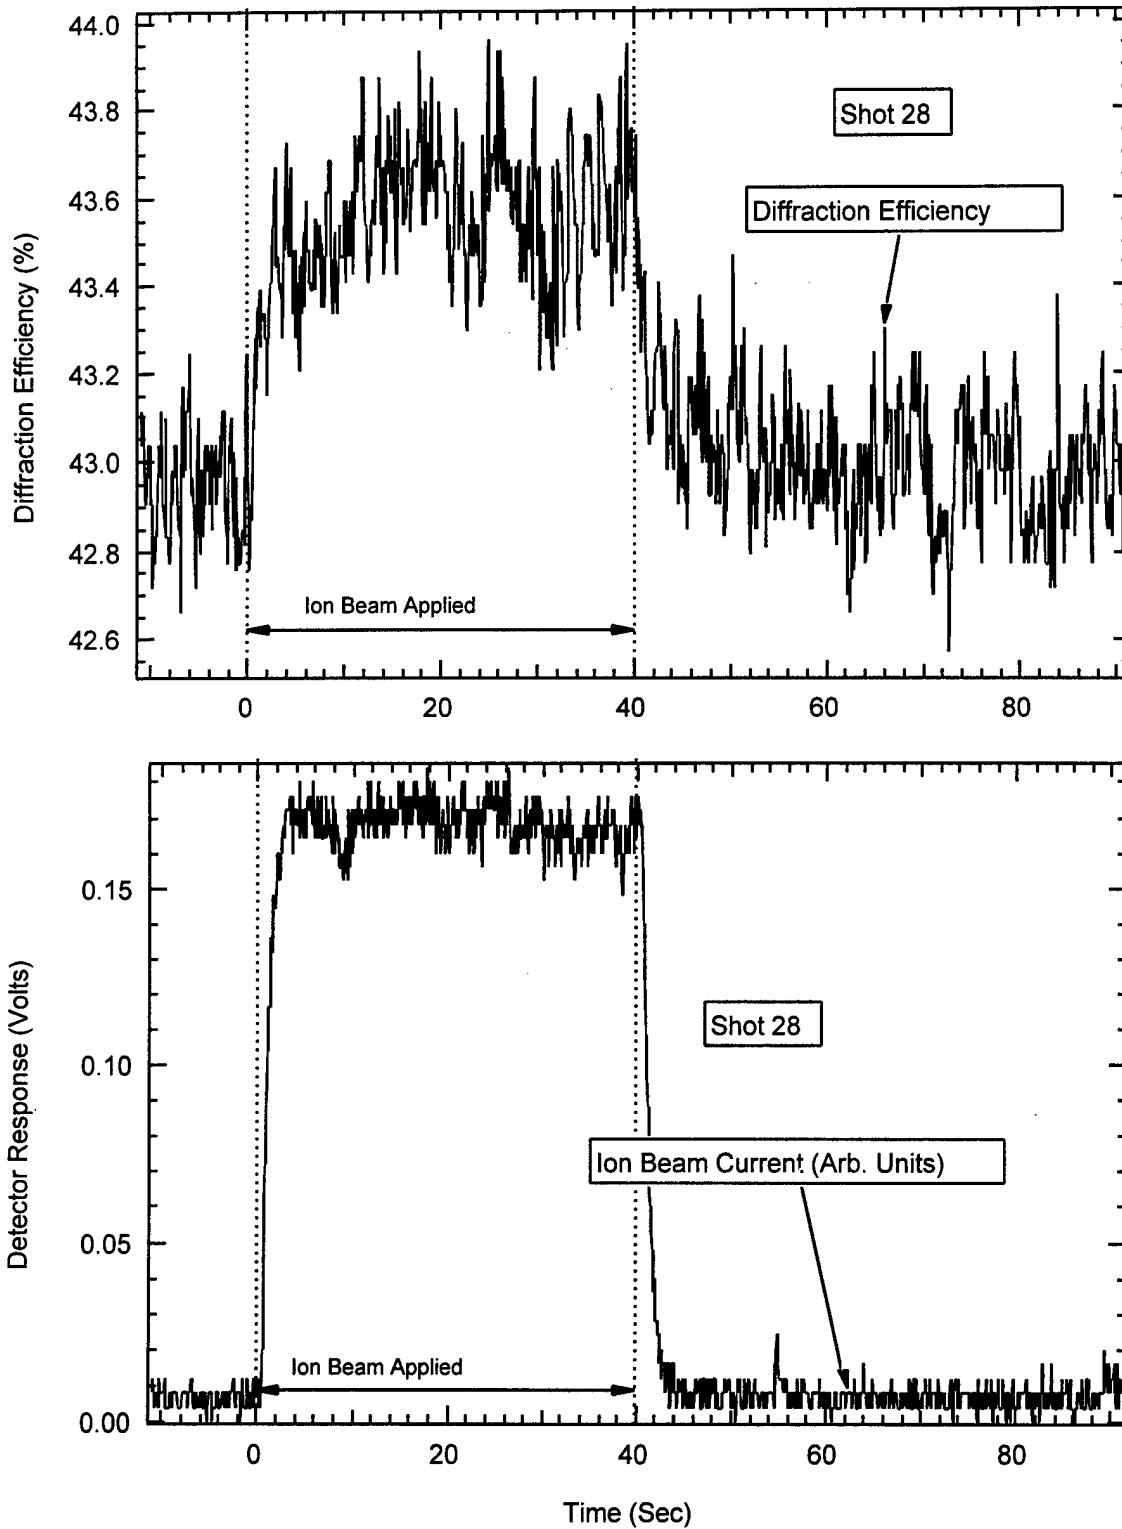 44.0
43.8
43.6
43.4
43.2
43.0
42.8
42.6
Diffraction Efficiency (%)
Shot 28
Diffraction Efficiency
Ion Beam Applied
0
20
40
60
80
0.15
0.10
0.05
0.00
Detector Response (Volts)
Shot 28
Ion Beam Current (Arb. Units)
Ion Beam Applied
0
20
40
60
80
Time (Sec)